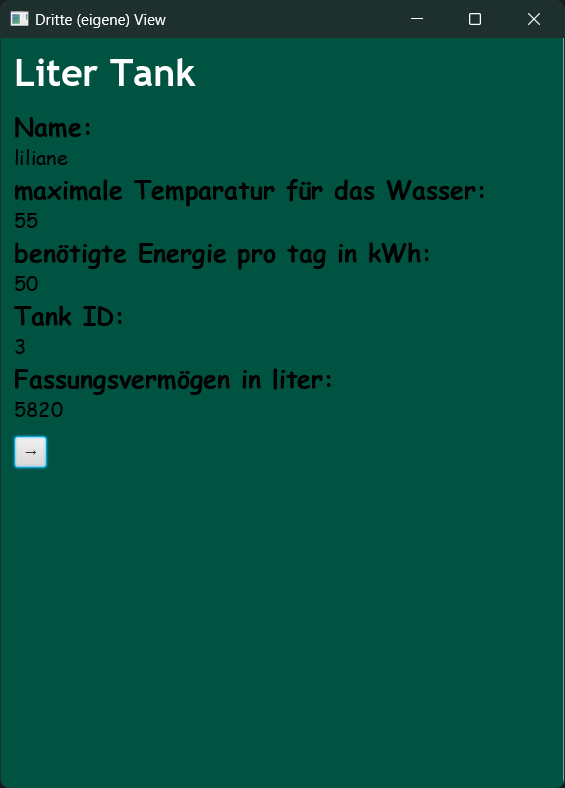 Dritte (eigene) View
Liter Tank
Name:
liliane
maximale Temparatur für das Wasser:
55
benötigte Energie pro tag in kWh:
50
Tank ID:
3
Fassungsvermögen in liter:
5820
→